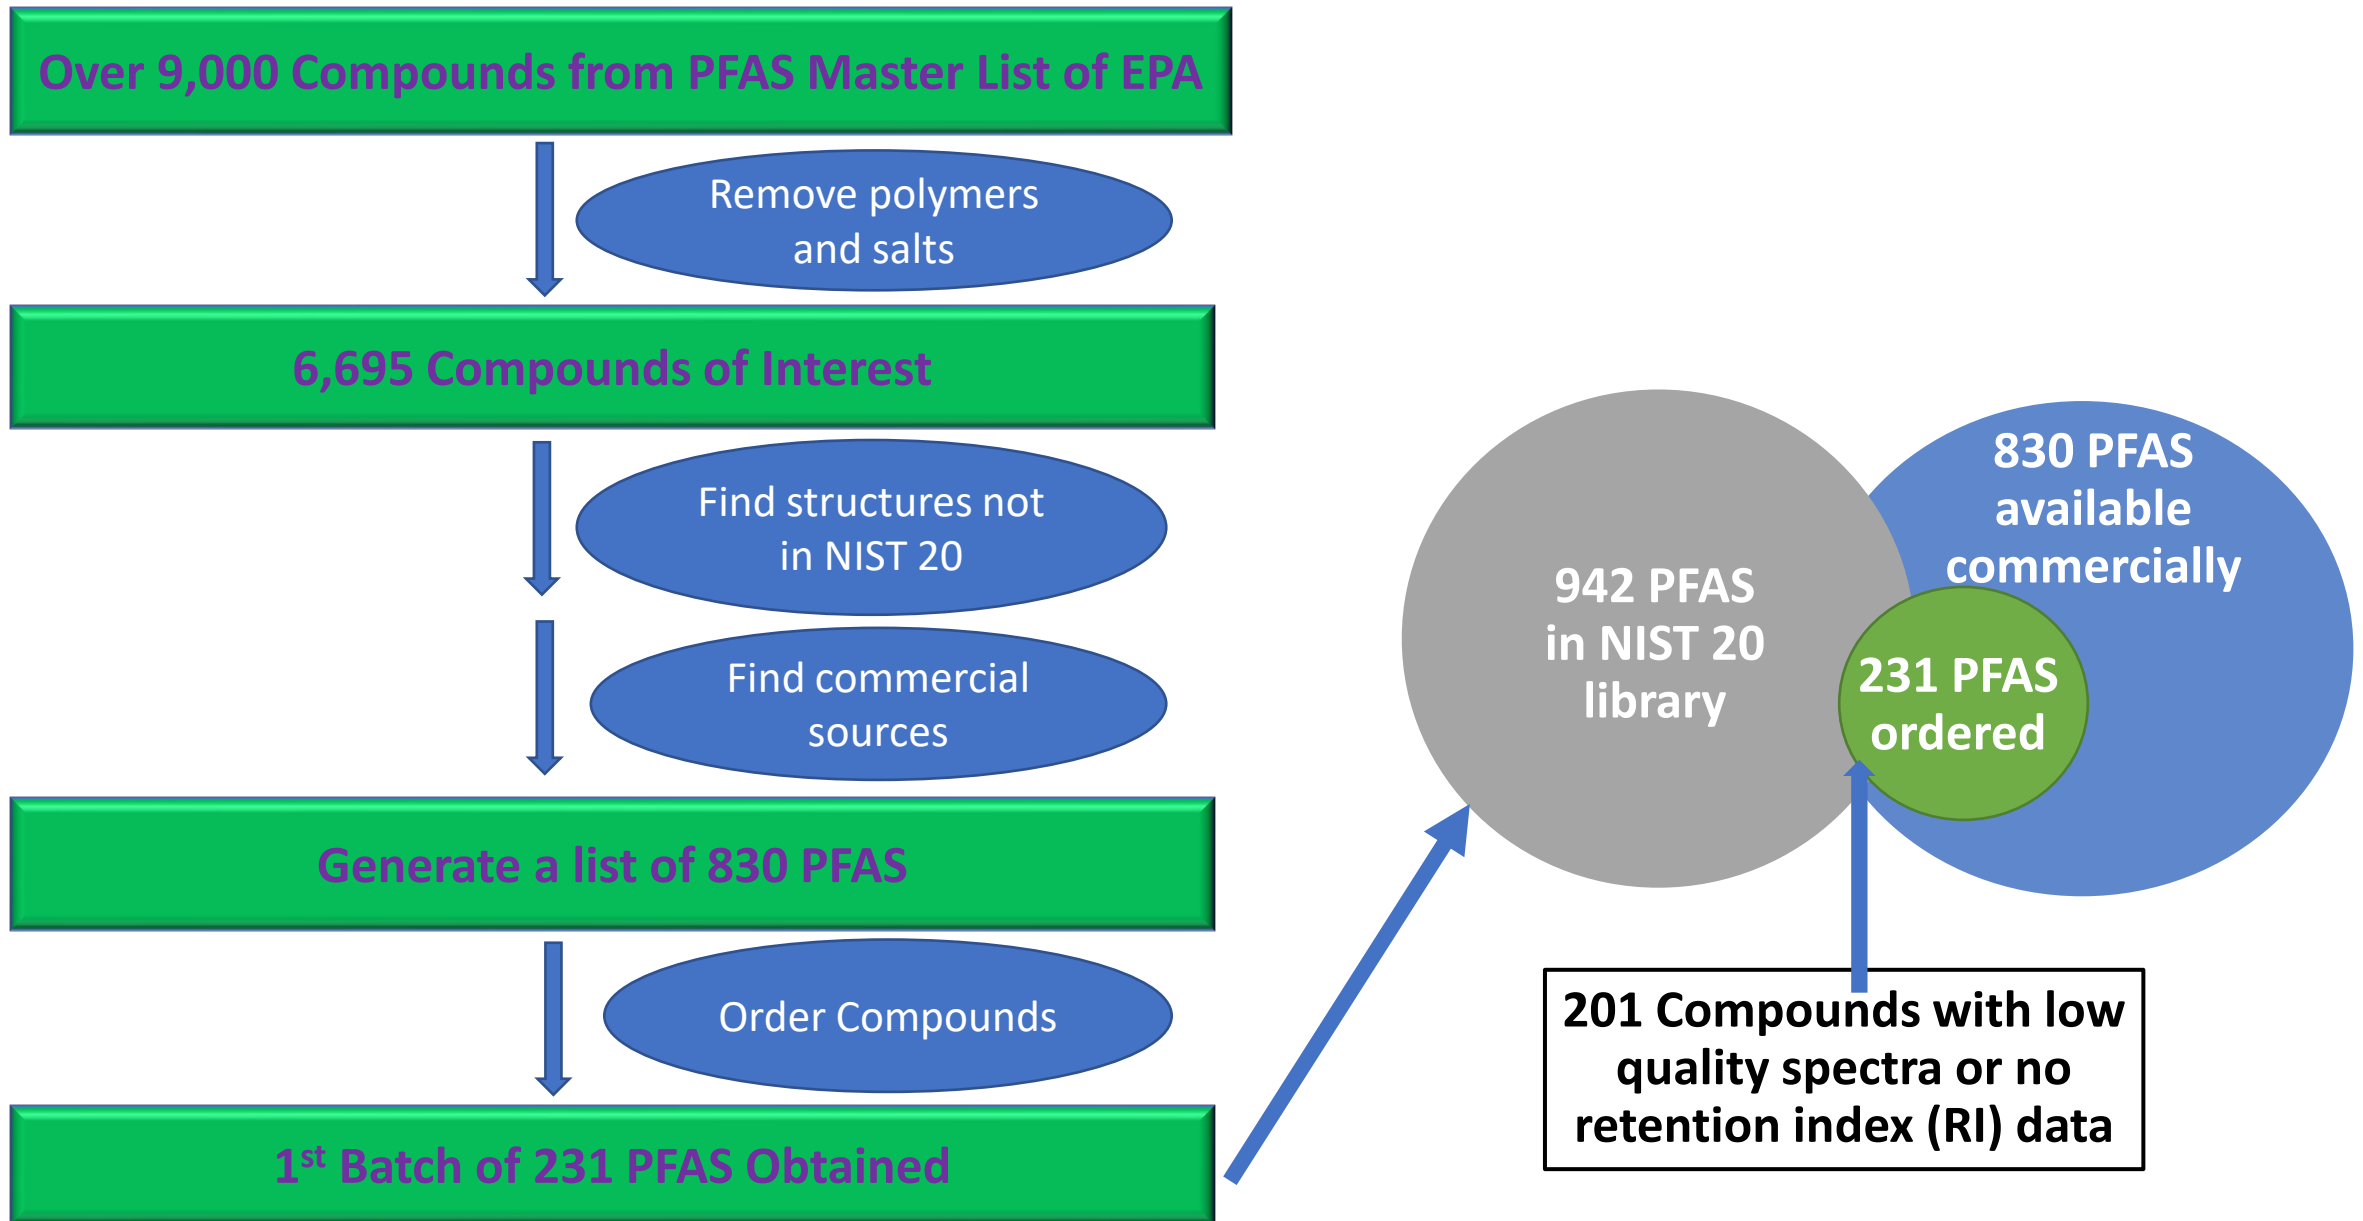 Over 9,000 Compounds from PFAS Master List of EPA
Remove polymers
and salts
6,695 Compounds of Interest
Find structures not
in NIST 20
Find commercial
sources
Generate a list of 830 PFAS
Order Compounds
1st Batch of 231 PFAS Obtained
942 PFAS
in NIST 20
library
830 PFAS
available
commercially
231 PFAS
ordered
201 Compounds with low
quality spectra or no
retention index (RI) data